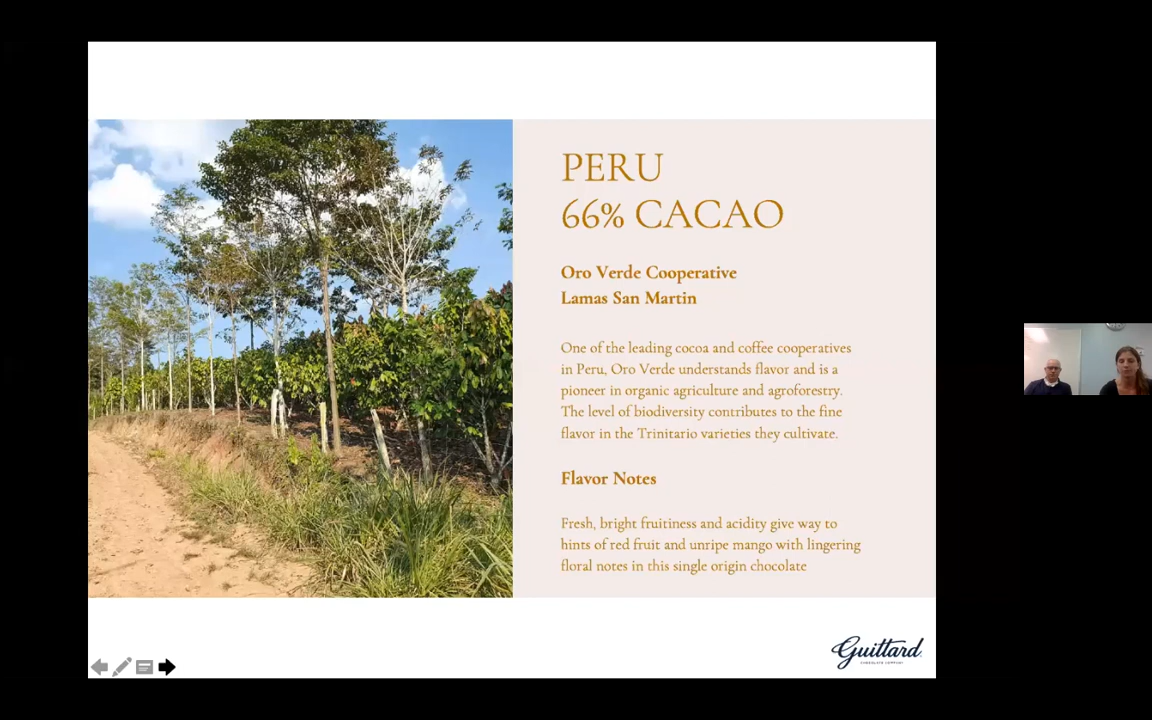 PERU
66% CACAO
Oro Verde Cooperative
Lamas San Martin
One of the leading cocoa and coffee cooperatives
in Peru, Oro Verde understands flavor and is a
pioneer in organic agriculture and agroforestry.
The level of biodiversity contributes to the fine
flavor in the Trinitario varieties they cultivate.
Flavor Notes
Fresh, bright fruitiness and acidity give way to
hints of red fruit and unripe mango with lingering
floral notes in this single origin chocolate
Guittard
CHOCOLATE COMPANY